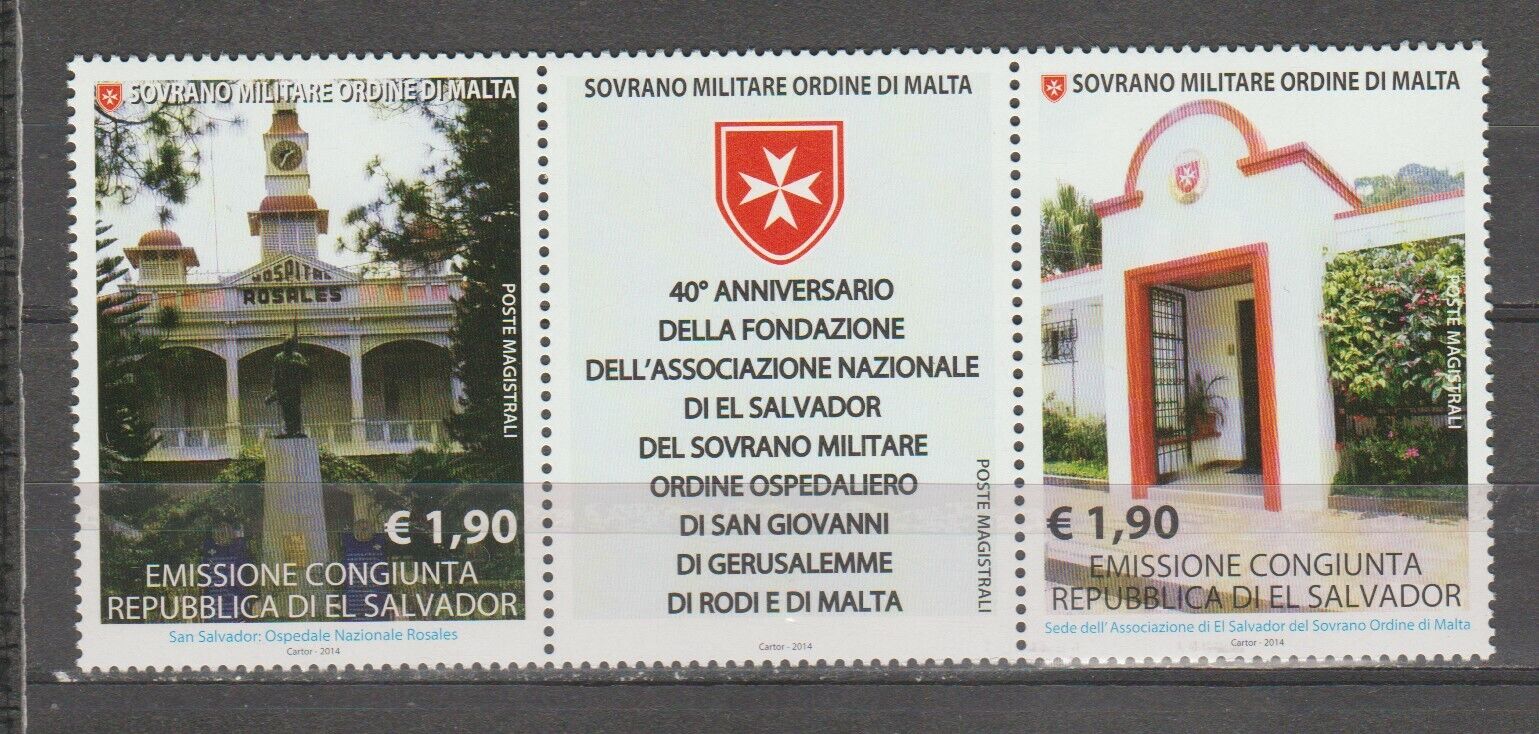 SOVRANO MILITARE ORDINE DI MALTA
HOSPITAL
ROSALES
POSTE MAGISTRALI
€ 1,90
EMISSIONE CONGIUNTA
REPUBBLICA DI EL SALVADOR
San Salvador: Ospedale Nazionale Rosales
Cartor - 2014
SOVRANO MILITARE ORDINE DI MALTA
40° ANNIVERSARIO
DELLA FONDAZIONE
DELL'ASSOCIAZIONE NAZIONALE
DI EL SALVADOR
DEL SOVRANO MILITARE
ORDINE OSPEDALIERO
DI SAN GIOVANNI
DI GERUSALEMME
DI RODI E DI MALTA
POSTE MAGISTRALI
Cartor - 2014
SOVRANO MILITARE ORDINE DI MALTA
POSTE MAGISTRALI
€ 1,90
EMISSIONE CONGIUNTA
REPUBBLICA DI EL SALVADOR
Sede dell'Associazione di El Salvador del Sovrano Ordine di Malta
Cartor - 2014